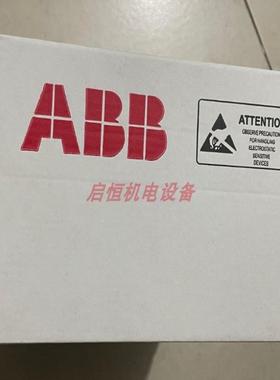 ABB
ATTENTION
OBSERVE PRECAUTIONS
FOR HANDLING
ELECTROSTATIC
SENSITIVE
DEVICES
启恒机电设备